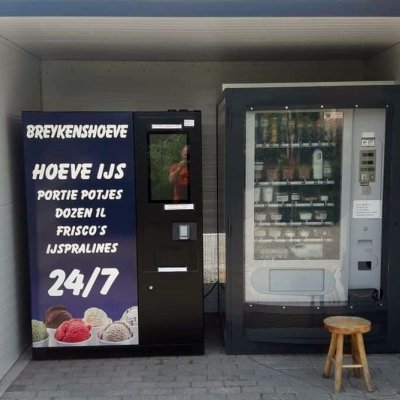 BREYKENSHOEVE
HOEVE IJS
PORTIE POTJES
DOZEN 1L
FRISCO'S
IJSPRALINES
24/7